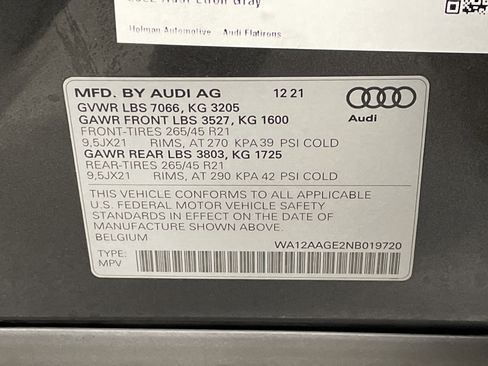 2022 Audi Etron Gray
Holman Automotive Audi Flatirons
MFD. BY AUDI AG 12 21
GVWR LBS 7066, KG 3205
GAWR FRONT LBS 3527, KG 1600
FRONT-TIRES 265/45 R21
9,5JX21 RIMS, AT 270 KPA 39 PSI COLD
GAWR REAR LBS 3803, KG 1725
REAR-TIRES 265/45 R21
9,5JX21 RIMS, AT 290 KPA 42 PSI COLD
Audi
THIS VEHICLE CONFORMS TO ALL APPLICABLE
U.S. FEDERAL MOTOR VEHICLE SAFETY
STANDARDS IN EFFECT ON THE DATE OF
MANUFACTURE SHOWN ABOVE.
BELGIUM WA12AAGE2NB019720
TYPE:
MPV